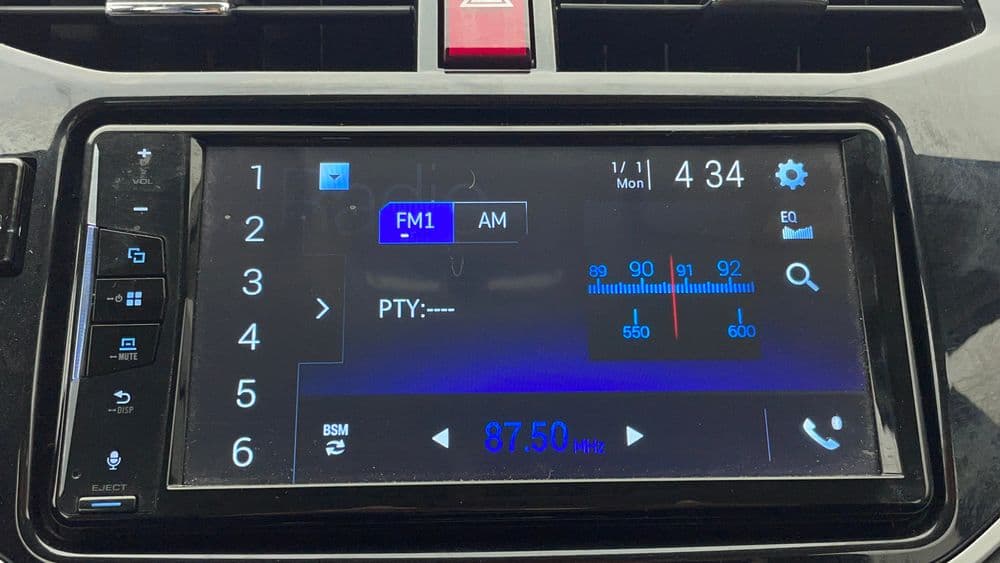 VOL
MUTE
DISP
EJECT
1
2
3
4
5
6
Radio
FM1 AM
1/ 1
Mon
4 34
EQ
89 90 91 92
550 600
PTY:----
BSM
87.50 MHz